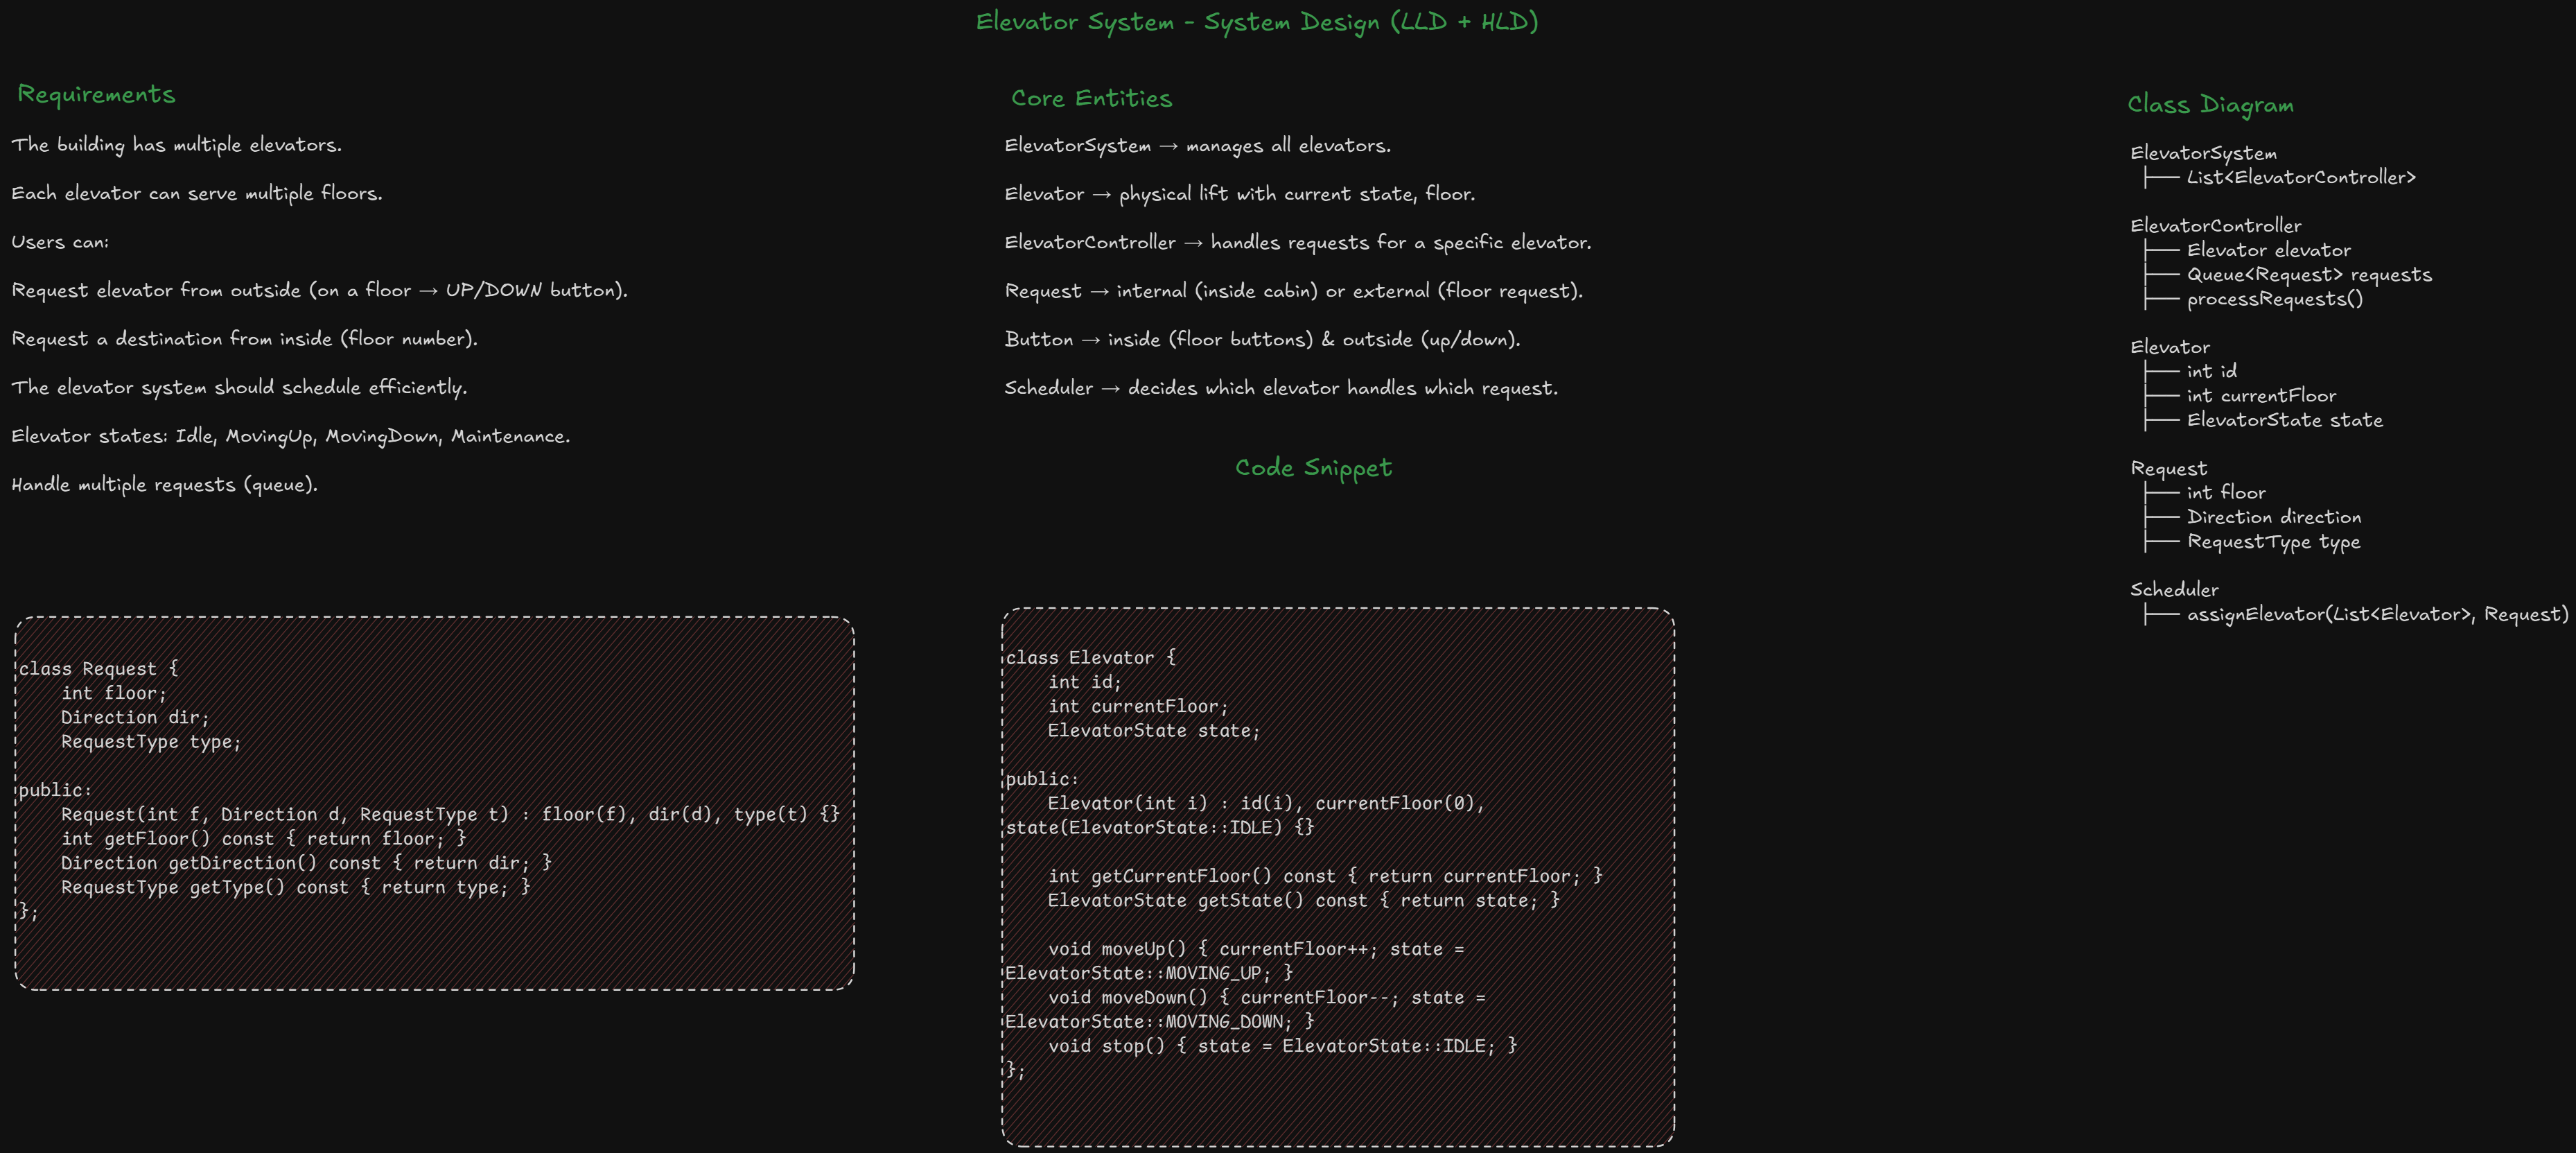 Elevator System - System Design (LLD + HLD)
Requirements
The building has multiple elevators.
Each elevator can serve multiple floors.
Users can:
Request elevator from outside (on a floor → UP/DOWN button).
Request a destination from inside (floor number).
The elevator system should schedule efficiently.
Elevator states: Idle, MovingUp, MovingDown, Maintenance.
Handle multiple requests (queue).
Core Entities
ElevatorSystem → manages all elevators.
Elevator → physical lift with current state, floor.
ElevatorController → handles requests for a specific elevator.
Request → internal (inside cabin) or external (floor request).
Button → inside (floor buttons) & outside (up/down).
Scheduler → decides which elevator handles which request.
Class Diagram
ElevatorSystem
├── List<ElevatorController>
ElevatorController
├── Elevator elevator
├── Queue<Request> requests
├── processRequests()
Elevator
├── int id
├── int currentFloor
├── ElevatorState state
Request
├── int floor
├── Direction direction
├── RequestType type
Scheduler
├── assignElevator(List<Elevator>, Request)
Code Snippet
class Request {
    int floor;
    Direction dir;
    RequestType type;
public:
    Request(int f, Direction d, RequestType t) : floor(f), dir(d), type(t) {}
    int getFloor() const { return floor; }
    Direction getDirection() const { return dir; }
    RequestType getType() const { return type; }
};
class Elevator {
    int id;
    int currentFloor;
    ElevatorState state;
public:
    Elevator(int i) : id(i), currentFloor(0),
state(ElevatorState::IDLE) {}
    int getCurrentFloor() const { return currentFloor; }
    ElevatorState getState() const { return state; }
    void moveUp() { currentFloor++; state =
ElevatorState::MOVING_UP; }
    void moveDown() { currentFloor--; state =
ElevatorState::MOVING_DOWN; }
    void stop() { state = ElevatorState::IDLE; }
};